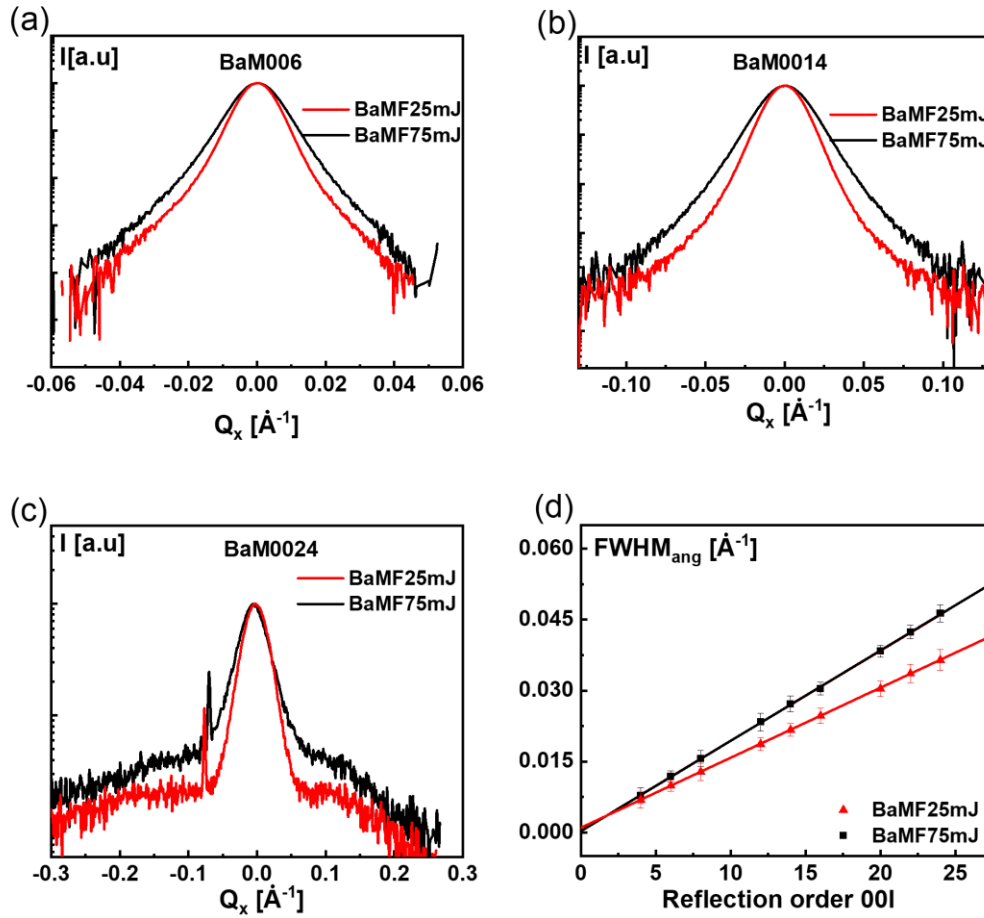 (a)
I[a.u]
BaM006
BaMF25mJ
BaMF75mJ
-0.06 -0.04 -0.02 0.00 0.02 0.04 0.06
Qx [Å-1]
(b)
I [a.u]
BaM0014
BaMF25mJ
BaMF75mJ
-0.10 -0.05 0.00 0.05 0.10
Qx [Å-1]
(c)
I [a.u]
BaM0024
BaMF25mJ
BaMF75mJ
-0.3 -0.2 -0.1 0.0 0.1 0.2 0.3
Qx [Å-1]
(d)
FWHMang [Å-1]
0.060
0.045
0.030
0.015
0.000
BaMF25mJ
BaMF75mJ
0 5 10 15 20 25
Reflection order 00l